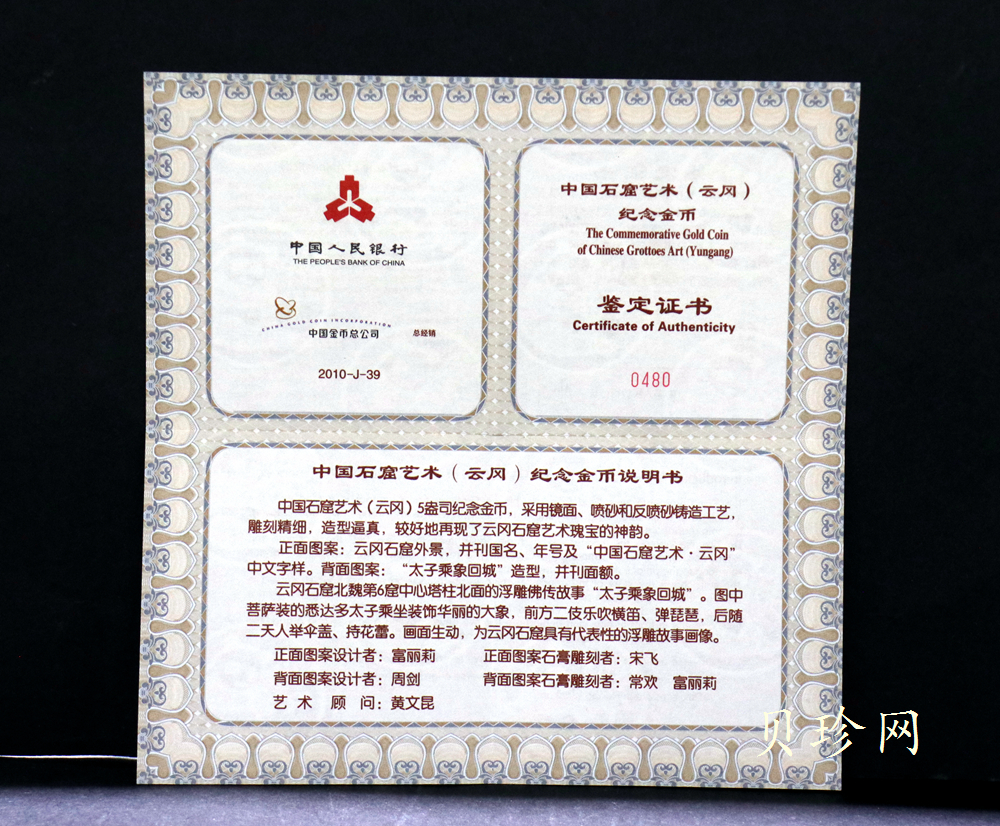 中国人民银行
THE PEOPLE'S BANK OF CHINA
CHINA GOLD COIN INCORPORATION
中国金币总公司 总经销
2010-J-39
中国石窟艺术（云冈）
纪念金币
The Commemorative Gold Coin
of Chinese Grottoes Art (Yungang)
鉴定证书
Certificate of Authenticity
0480
中国石窟艺术（云冈）纪念金币说明书
中国石窟艺术（云冈）5盎司纪念金币，采用镜面、喷砂和反喷砂铸造工艺，
雕刻精细，造型逼真，较好地再现了云冈石窟艺术瑰宝的神韵。
正面图案：云冈石窟外景，并刊国名、年号及“中国石窟艺术·云冈”
中文字样。背面图案：“太子乘象回城”造型，并刊面额。
云冈石窟北魏第6窟中心塔柱北面的浮雕佛传故事“太子乘象回城”。图中
菩萨装的悉达多太子乘坐装饰华丽的大象，前方二伎乐吹横笛、弹琵琶，后随
二天人举伞盖、持花蕾。画面生动，为云冈石窟具有代表性的浮雕故事画像。
正面图案设计者：富丽莉 正面图案石膏雕刻者：宋飞
背面图案设计者：周剑 背面图案石膏雕刻者：常欢 富丽莉
艺术顾问：黄文昆
贝珍网